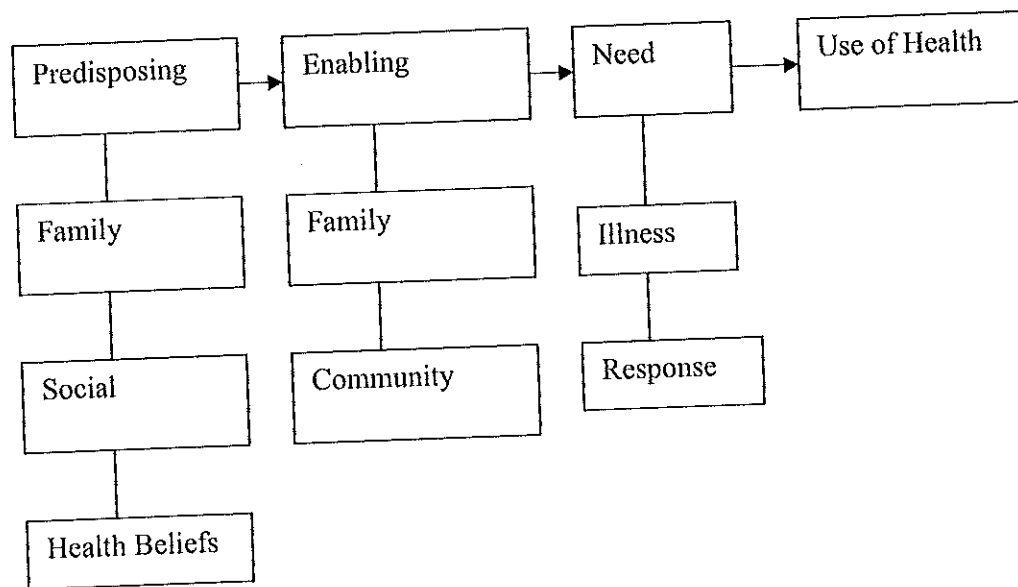 Predisposing
Enabling
Need
Use of Health
Family
Family
Illness
Social
Community
Response
Health Beliefs